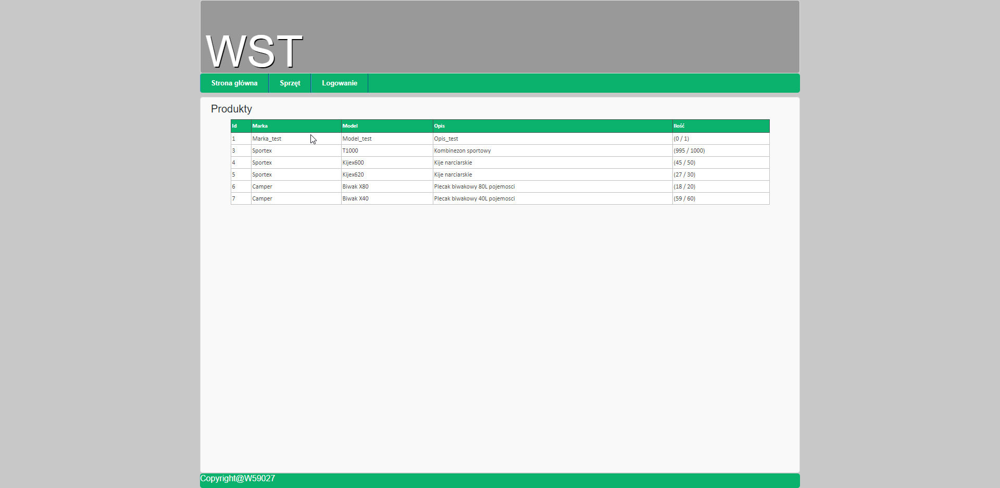 WST
Strona główna Sprzęt Logowanie
Produkty
Id Marka Model Opis Ilość
1 Marka_test Model_test Opis_test (0 / 1)
3 Sportex T1000 Kombinezon sportowy (995 / 1000)
4 Sportex Kijex600 Kije narciarskie (45 / 50)
5 Sportex Kijex620 Kije narciarskie (27 / 30)
6 Camper Biwak X80 Plecak biwakowy 80L pojemosci (18 / 20)
7 Camper Biwak X40 Plecak biwakowy 40L pojemosci (59 / 60)
Copyright@W59027